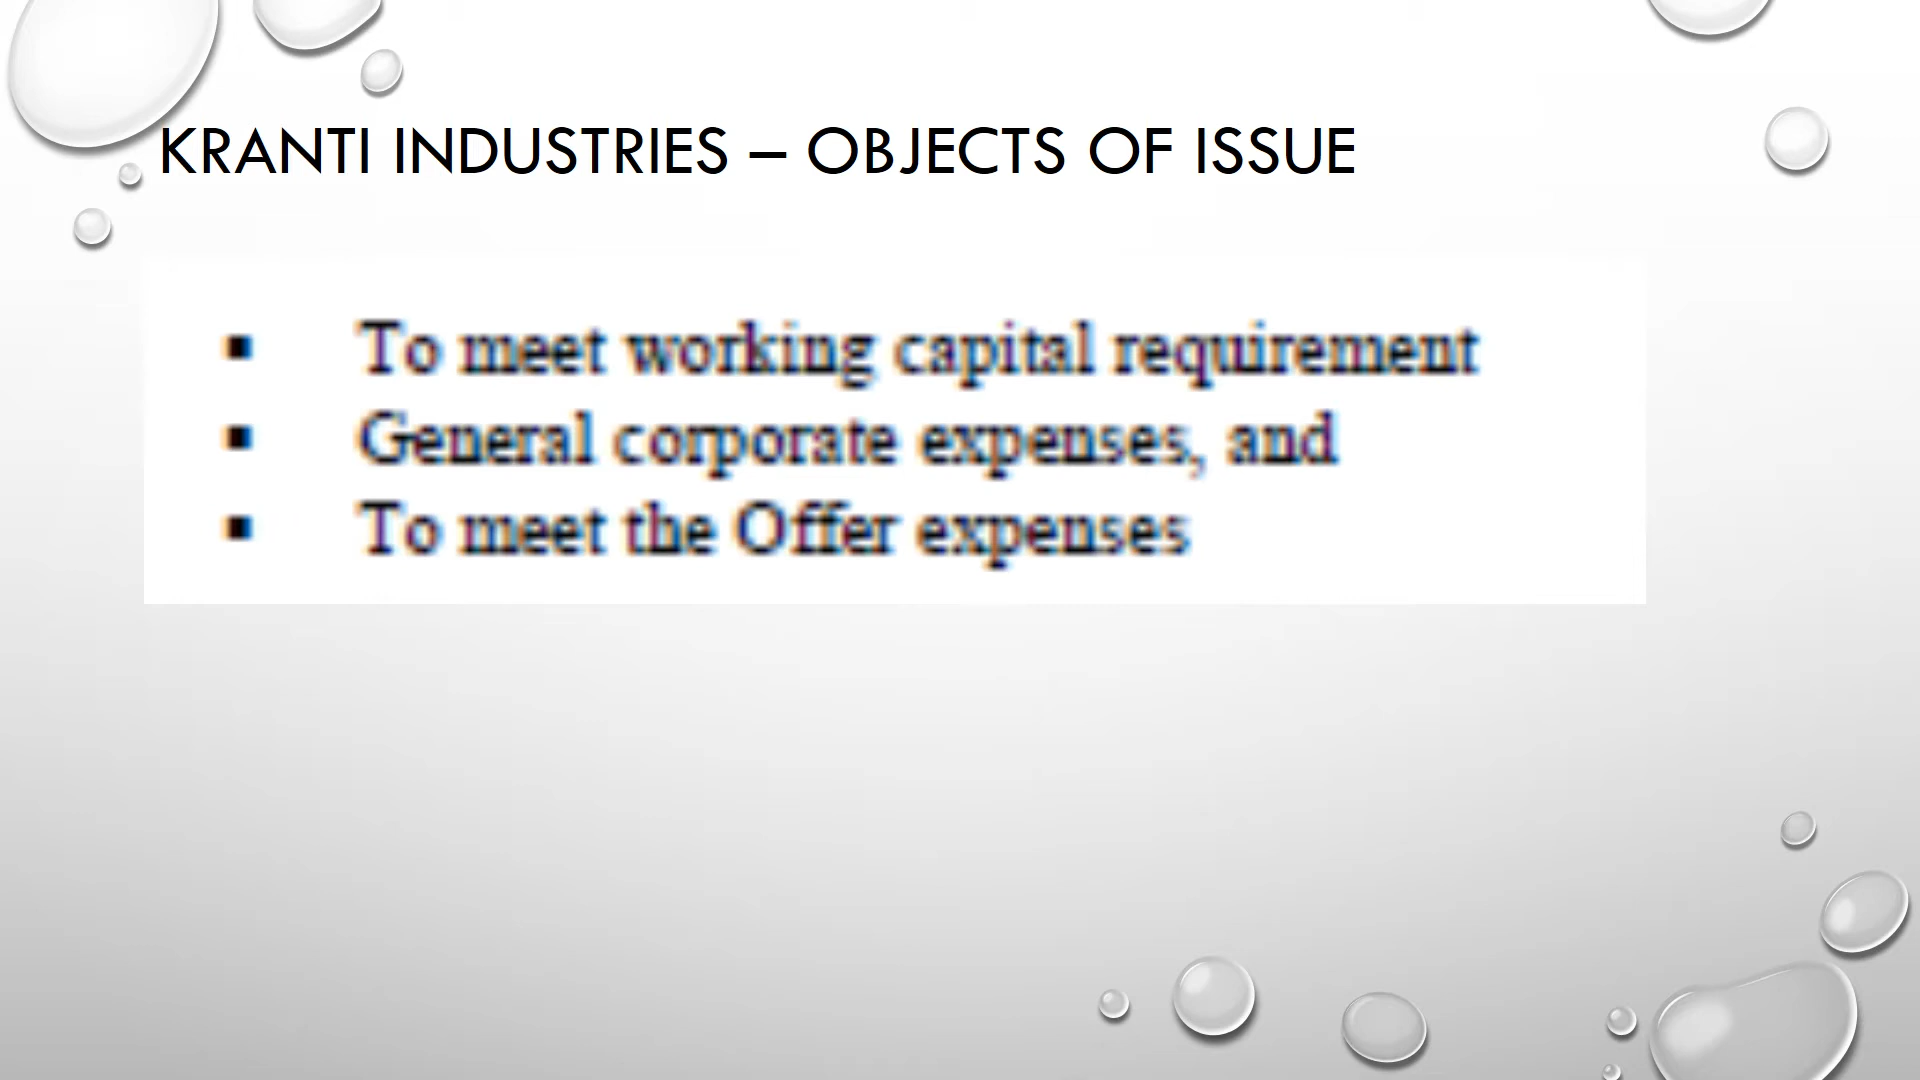 KRANTI INDUSTRIES – OBJECTS OF ISSUE
▪ To meet working capital requirement
▪ General corporate expenses, and
▪ To meet the Offer expenses